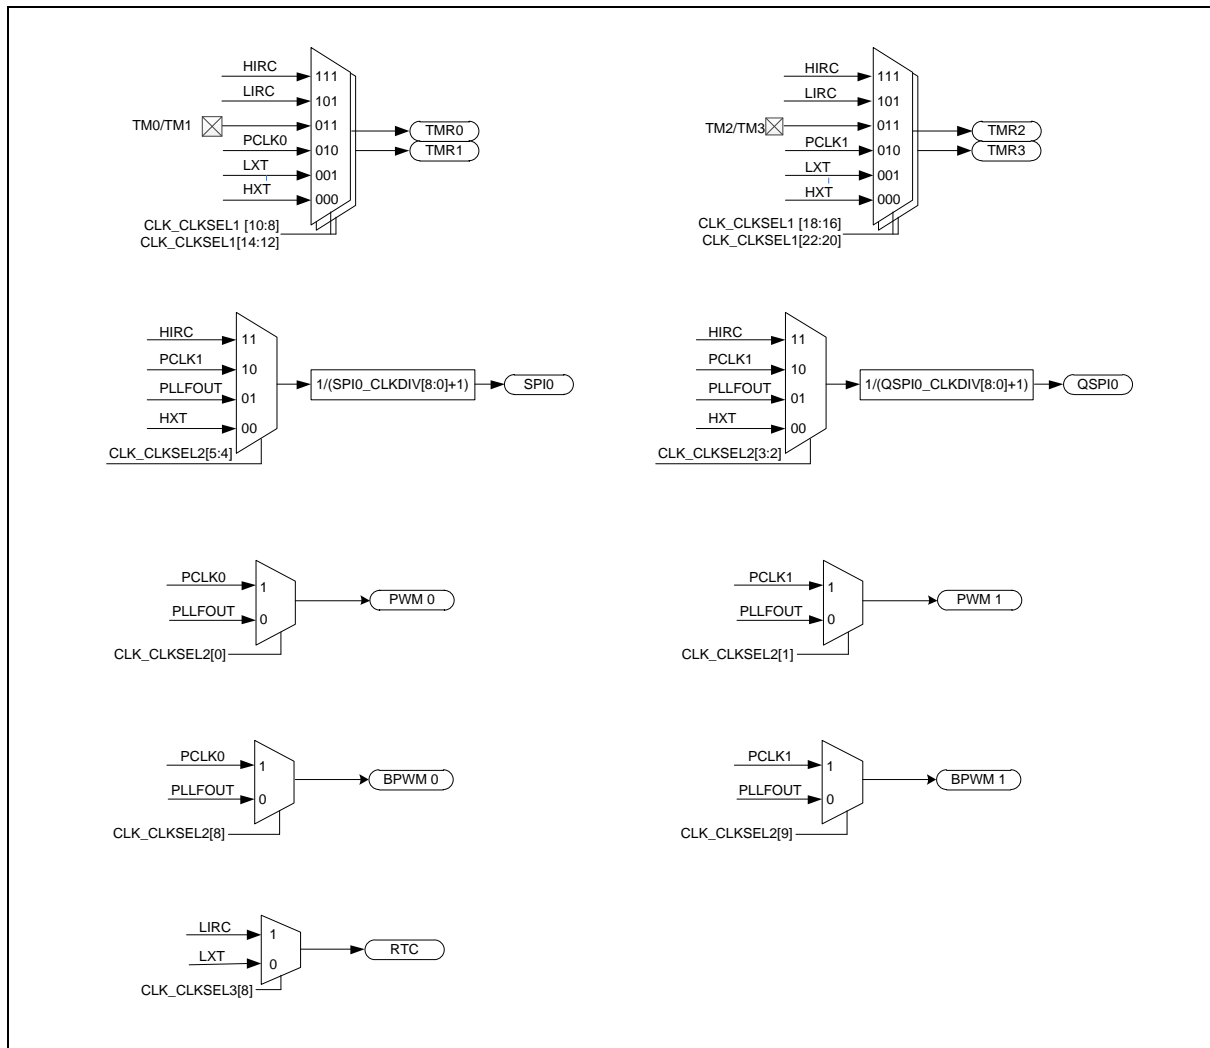 HIRC
111
LIRC
101
TM0/TM1
011
TMR0
PCLK0
010
TMR1
LXT
001
HXT
000
CLK_CLKSEL1 [10:8]
CLK_CLKSEL1[14:12]
HIRC
111
LIRC
101
TM2/TM3
011
TMR2
PCLK1
010
TMR3
LXT
001
HXT
000
CLK_CLKSEL1 [18:16]
CLK_CLKSEL1[22:20]
HIRC
11
PCLK1
10
1/(SPI0_CLKDIV[8:0]+1)
SPI0
PLLFOUT
01
HXT
00
CLK_CLKSEL2[5:4]
HIRC
11
PCLK1
10
1/(QSPI0_CLKDIV[8:0]+1)
QSPI0
PLLFOUT
01
HXT
00
CLK_CLKSEL2[3:2]
PCLK0
1
PWM 0
PLLFOUT
0
CLK_CLKSEL2[0]
PCLK1
1
PWM 1
PLLFOUT
0
CLK_CLKSEL2[1]
PCLK0
1
BPWM 0
PLLFOUT
0
CLK_CLKSEL2[8]
PCLK1
1
BPWM 1
PLLFOUT
0
CLK_CLKSEL2[9]
LIRC
1
RTC
LXT
0
CLK_CLKSEL3[8]